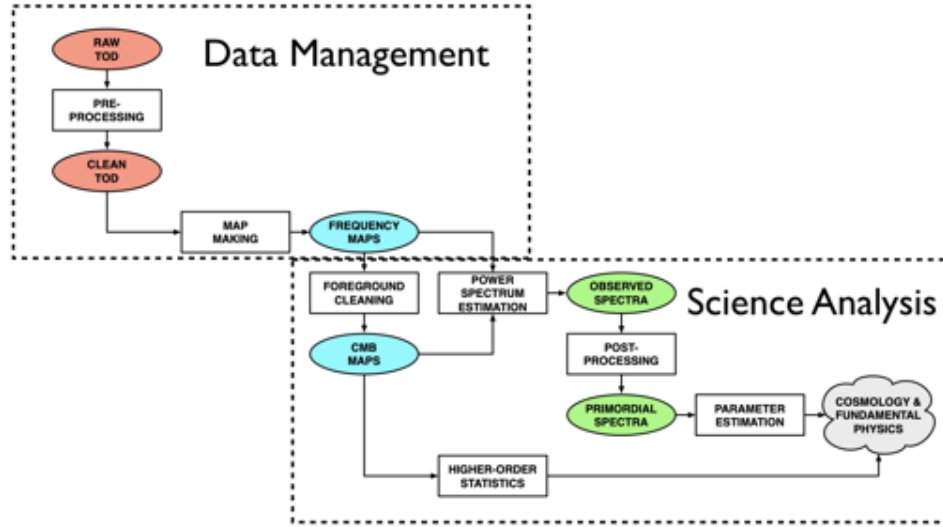 Data Management
RAW
TOD
PRE-
PROCESSING
CLEAN
TOD
MAP
MAKING
FREQUENCY
MAPS
Science Analysis
FOREGROUND
CLEANING
POWER
SPECTRUM
ESTIMATION
OBSERVED
SPECTRA
CMB
MAPS
POST-
PROCESSING
PRIMORDIAL
SPECTRA
PARAMETER
ESTIMATION
COSMOLOGY &
FUNDAMENTAL
PHYSICS
HIGHER-ORDER
STATISTICS